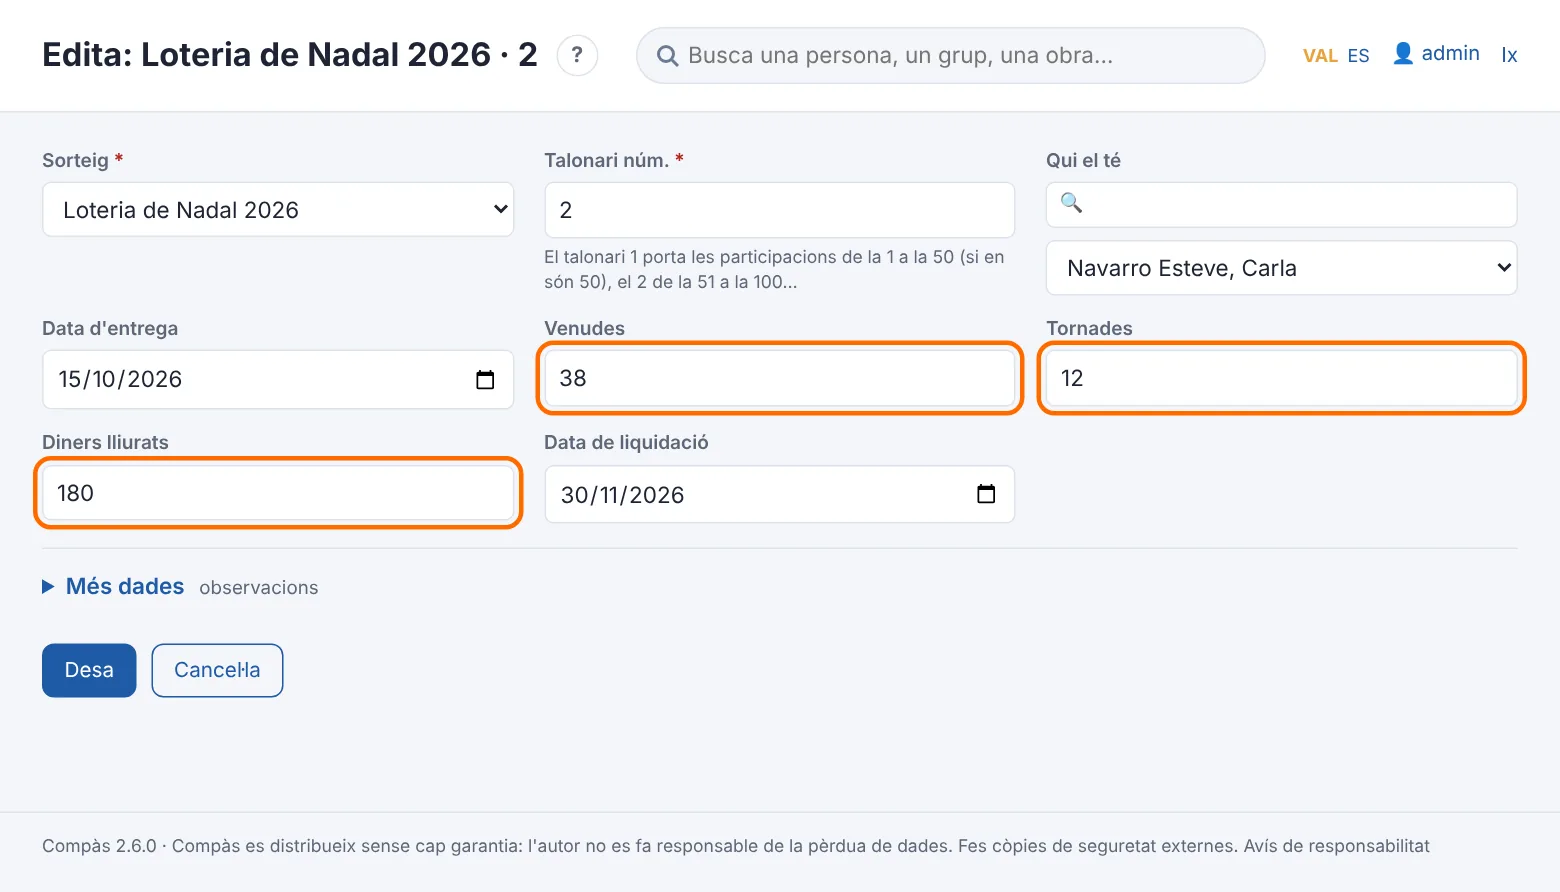 Edita: Loteria de Nadal 2026 · 2
?
Busca una persona, un grup, una obra...
VAL ES
admin
Ix
Sorteig *
Loteria de Nadal 2026
Talonari núm. *
2
El talonari 1 porta les participacions de la 1 a la 50 (si en
són 50), el 2 de la 51 a la 100...
Qui el té
Navarro Esteve, Carla
Data d'entrega
15/10/2026
Venudes
38
Tornades
12
Diners lliurats
180
Data de liquidació
30/11/2026
Més dades observacions
Desa
Cancel·la
Compàs 2.6.0 · Compàs es distribueix sense cap garantia: l'autor no es fa responsable de la pèrdua de dades. Fes còpies de seguretat externes. Avís de responsabilitat